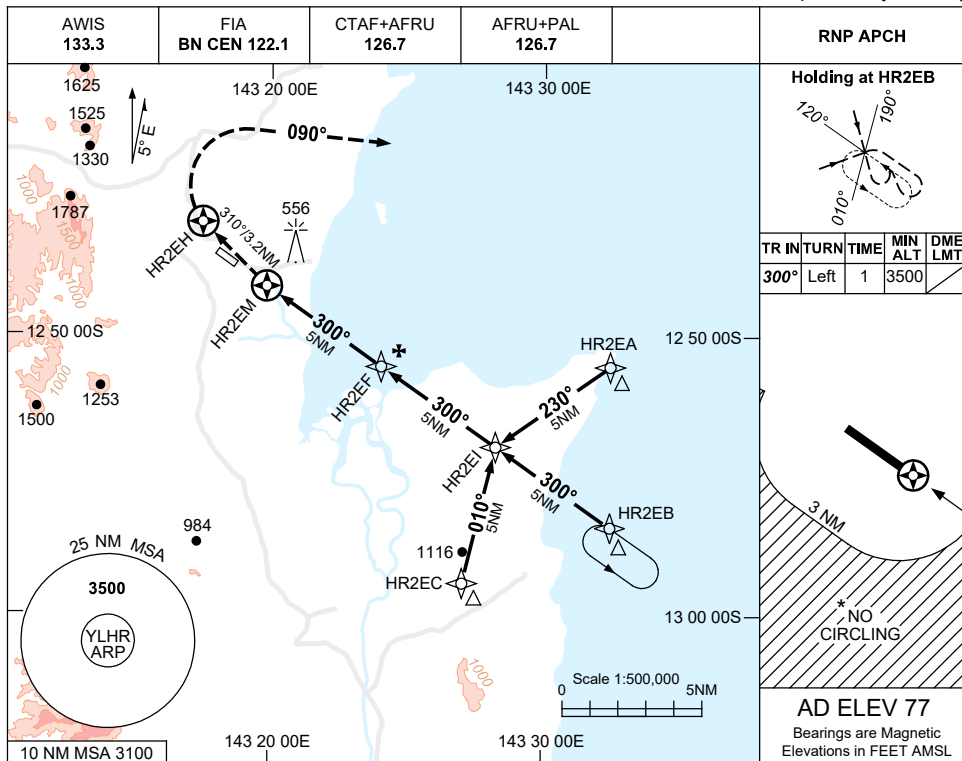 AWIS
133.3
FIA
BN CEN 122.1
CTAF+AFRU
126.7
AFRU+PAL
126.7
RNP APCH
143 20 00E
143 30 00E
1625
1525
1330
5° E
1000
1787
1500
090°
556
310°/3.2NM
HR2EH
HR2EM
12 50 00S
12 50 00S
300°
5NM
HR2EF
HR2EA
230°
5NM
300°
5NM
HR2EI
300°
5NM
HR2EB
010°
5NM
1116
HR2EC
1000
1253
1500
984
25 NM MSA
3500
YLHR
ARP
10 NM MSA 3100
13 00 00S
1000
Scale 1:500,000
0
5NM
143 20 00E
143 30 00E
Holding at HR2EB
120°
190°
010°
TR IN TURN TIME MIN ALT DME LMT
300° Left 1 3500
3 NM
* NO
CIRCLING
AD ELEV 77
Bearings are Magnetic
Elevations in FEET AMSL